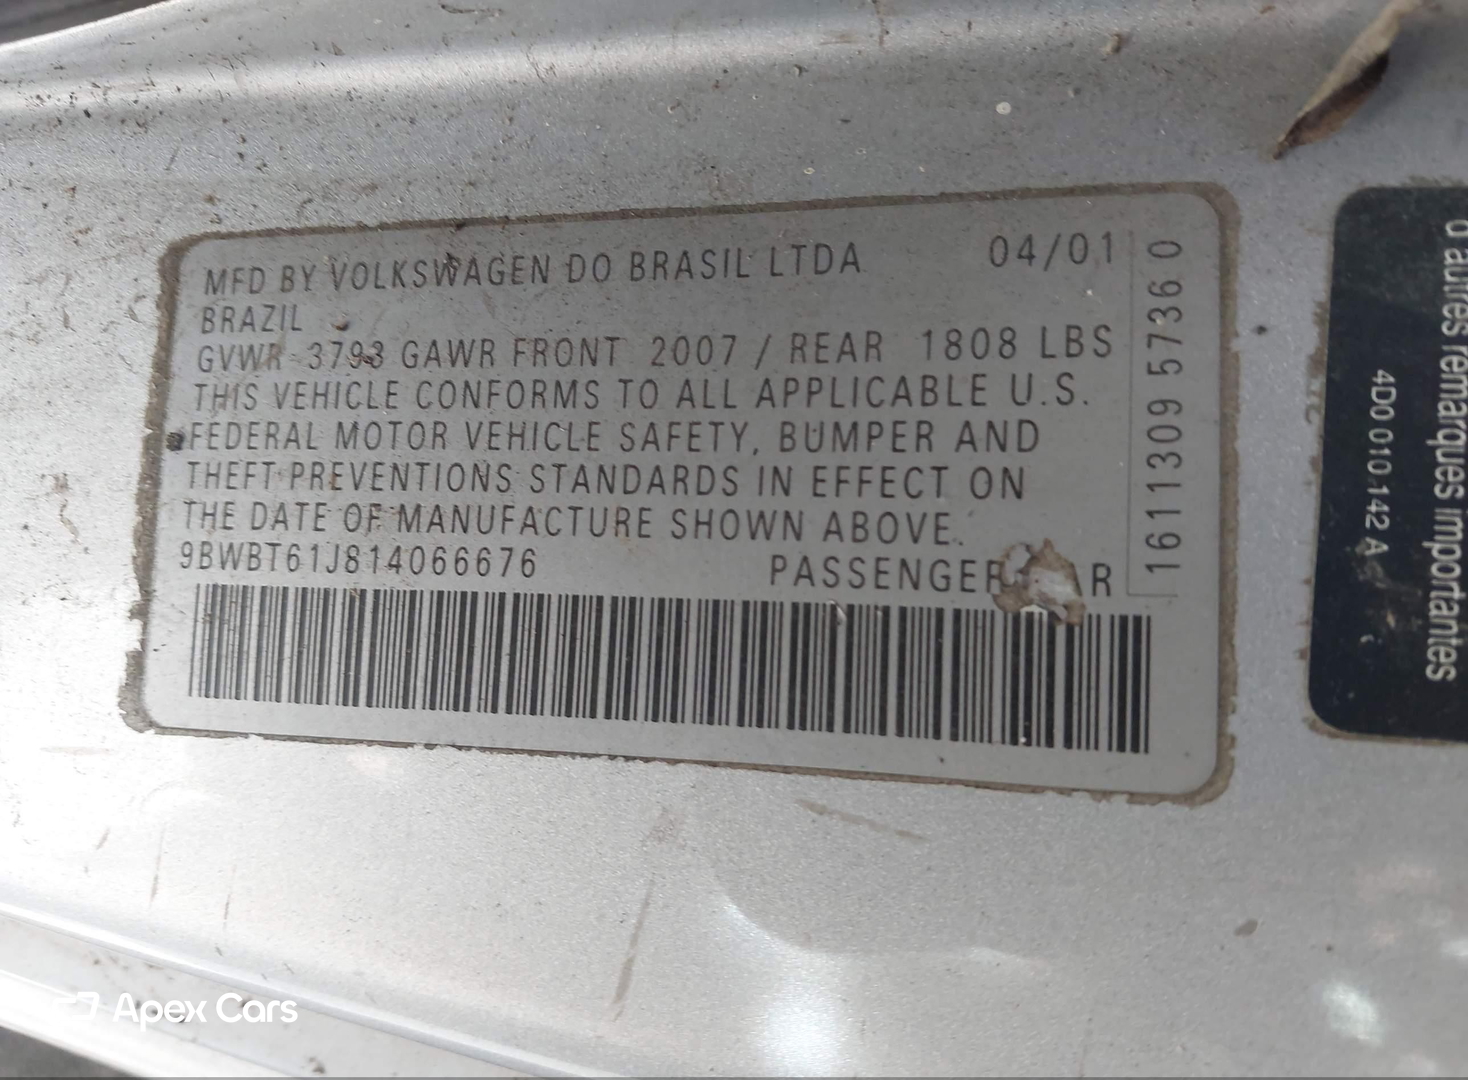 MFD BY VOLKSWAGEN DO BRASIL LTDA 04/01
BRAZIL
GVWR 3793 GAWR FRONT 2007 / REAR 1808 LBS
THIS VEHICLE CONFORMS TO ALL APPLICABLE U.S.
FEDERAL MOTOR VEHICLE SAFETY, BUMPER AND
THEFT PREVENTIONS STANDARDS IN EFFECT ON
THE DATE OF MANUFACTURE SHOWN ABOVE.
9BWBT61J814066676 PASSENGER
1611309 5736 0
autres remarques importantes
4D0 010 142 A
Apex Cars